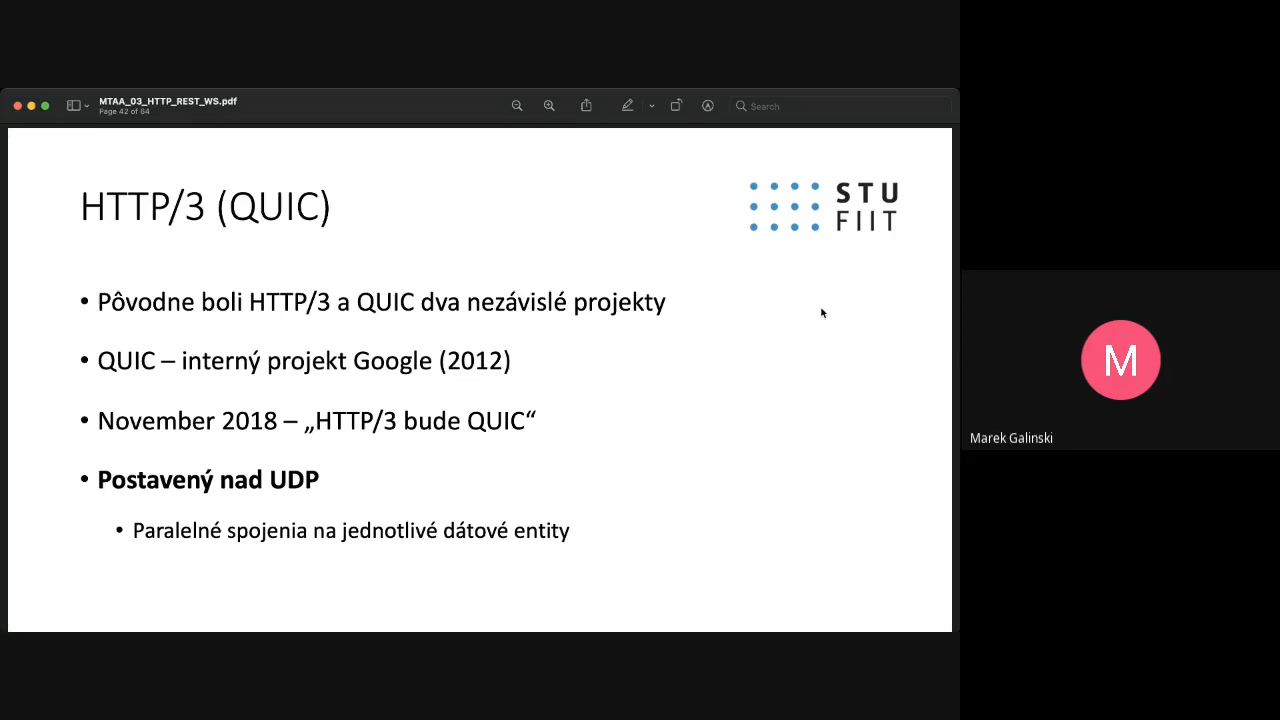 MTAA_03_HTTP_REST_WS.pdf
Page 42 of 84
Search
HTTP/3 (QUIC)
STU
FIIT
• Pôvodne boli HTTP/3 a QUIC dva nezávislé projekty
• QUIC – interný projekt Google (2012)
• November 2018 – „HTTP/3 bude QUIC“
• Postavený nad UDP
• Paralelné spojenia na jednotlivé dátové entity
M
Marek Galinski